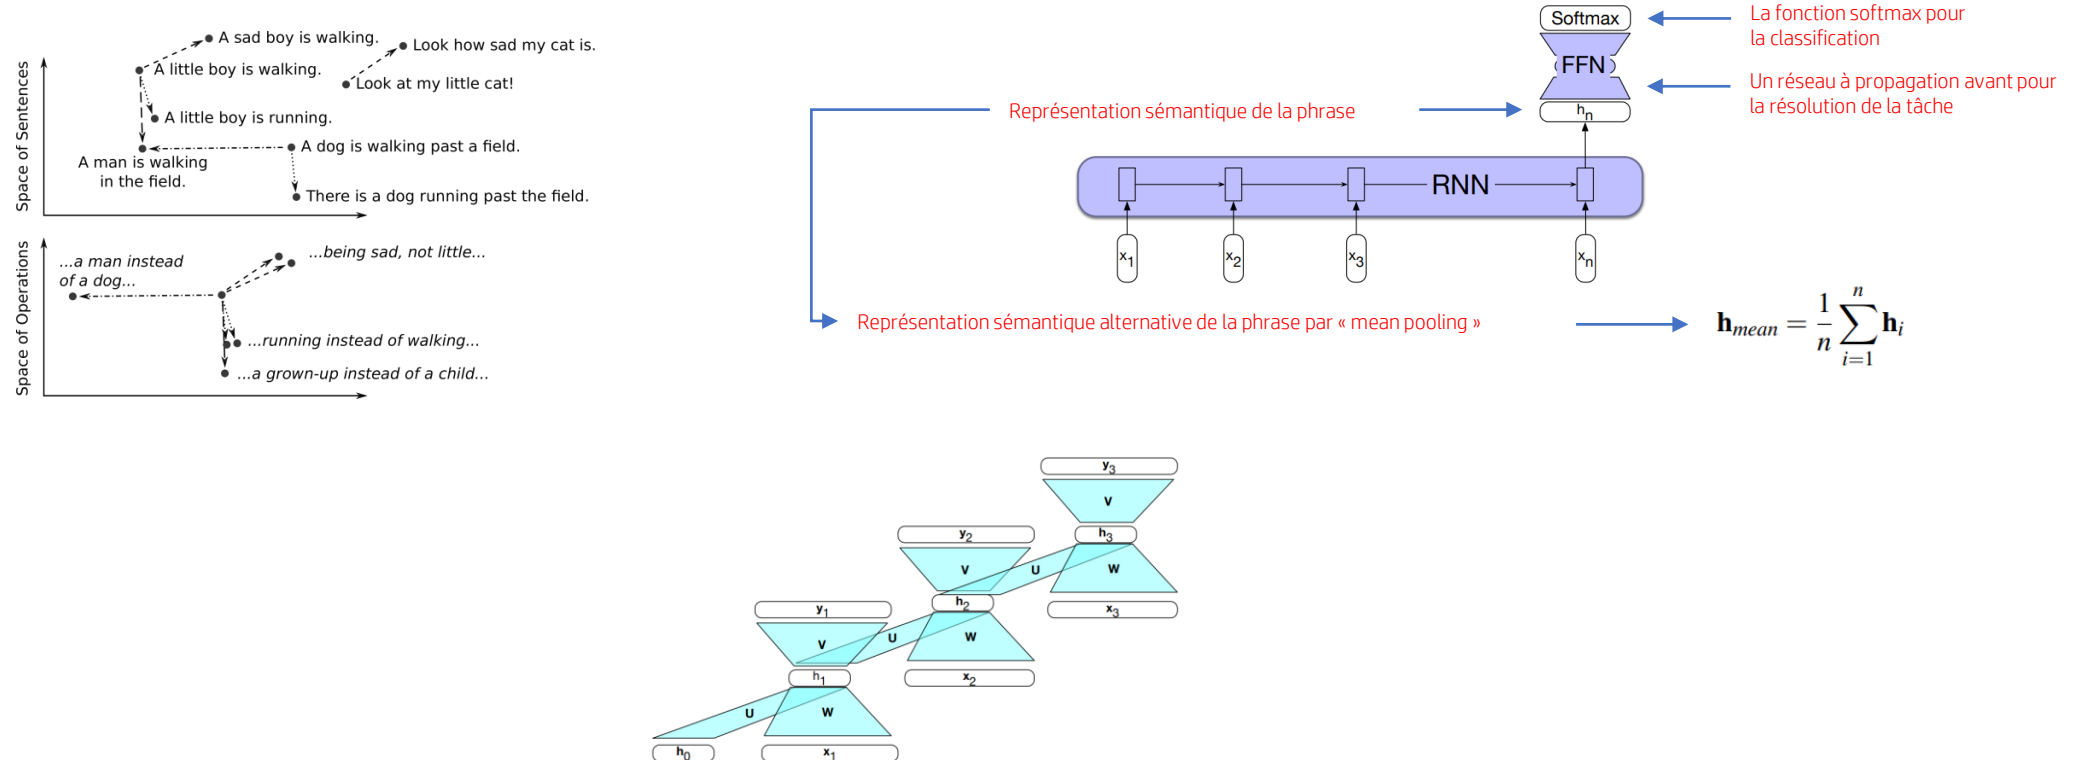 Space of Sentences
A sad boy is walking.
Look how sad my cat is.
A little boy is walking.
Look at my little cat!
A little boy is running.
A dog is walking past a field.
A man is walking
in the field.
There is a dog running past the field.
Space of Operations
...a man instead
of a dog...
...being sad, not little...
...running instead of walking...
...a grown-up instead of a child...
Softmax
La fonction softmax pour
la classification
FFN
Un réseau à propagation avant pour
la résolution de la tâche
Représentation sémantique de la phrase
hn
RNN
x1 x2 x3 xn
Représentation sémantique alternative de la phrase par « mean pooling »
h_mean = 1/n ∑_{i=1}^{n} h_i
y3
V
y2
h3
V
U
W
y1
h2
x3
V
U
W
h1
x2
U
W
h0
x1